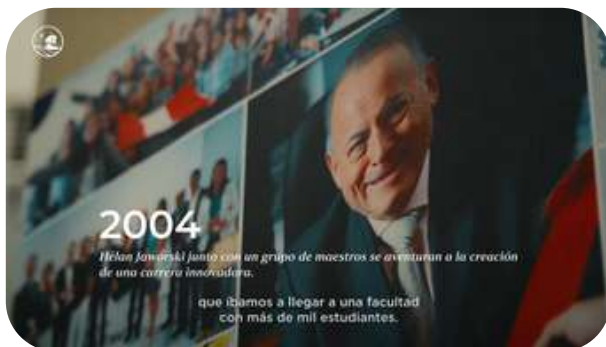 2004
Helan Jaworski junto con un grupo de maestros se aventuran a la creación
de una carrera innovadora.
que íbamos a llegar a una facultad
con más de mil estudiantes.